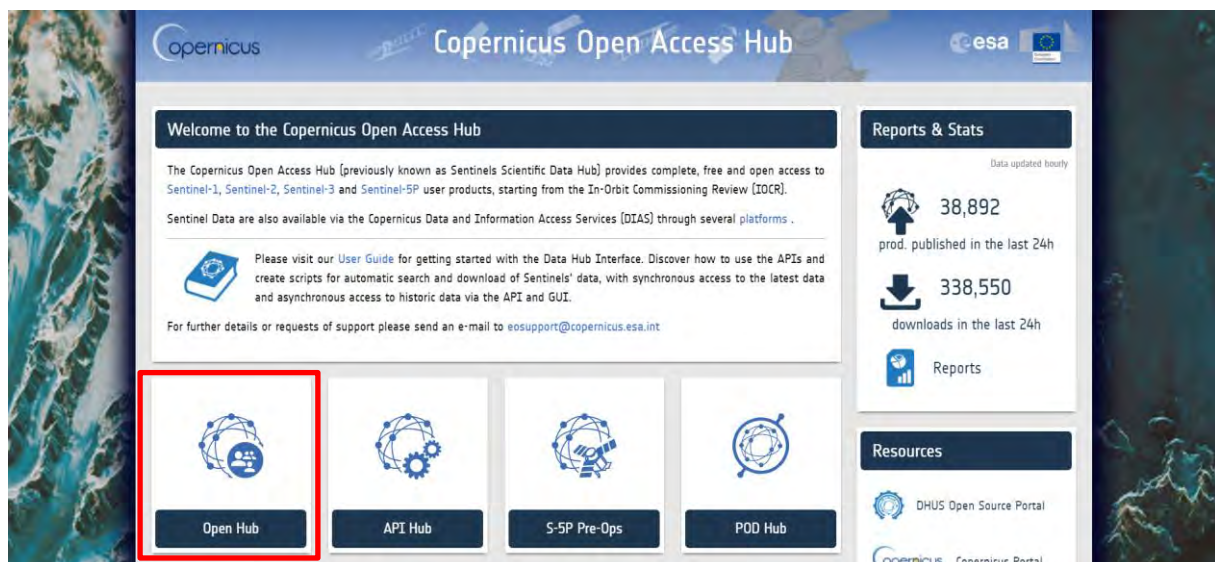 opernicus
Copernicus Open Access Hub
esa
Welcome to the Copernicus Open Access Hub
The Copernicus Open Access Hub (previously known as Sentinels Scientific Data Hub) provides complete, free and open access to
Sentinel-1, Sentinel-2, Sentinel-3 and Sentinel-5P user products, starting from the In-Orbit Commissioning Review (IOCR).
Sentinel Data are also available via the Copernicus Data and Information Access Services (DIAS) through several platforms .
Please visit our User Guide for getting started with the Data Hub Interface. Discover how to use the APIs and
create scripts for automatic search and download of Sentinels' data, with synchronous access to the latest data
and asynchronous access to historic data via the API and GUI.
For further details or requests of support please send an e-mail to eosupport@copernicus.esa.int
Open Hub
API Hub
S-5P Pre-Ops
POD Hub
Reports & Stats
Data updated hourly
38,892
prod. published in the last 24h
338,550
downloads in the last 24h
Reports
Resources
DHUS Open Source Portal
opernicus Copernicus Portal